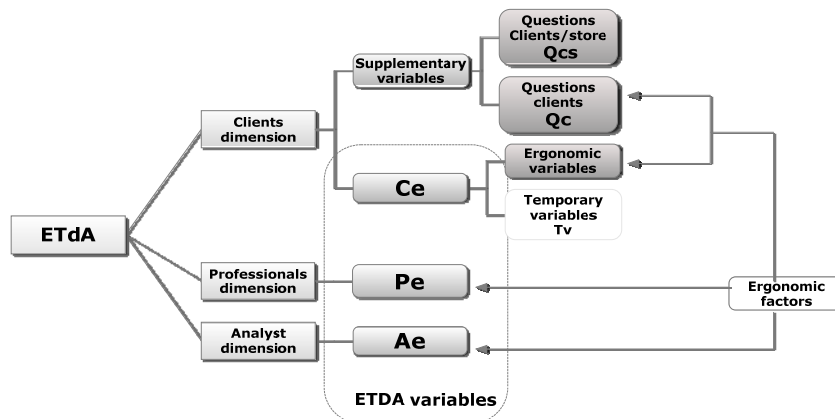 Questions
Clients/store
Qcs
Supplementary
variables
Questions
clients
Qc
Clients
dimension
Ergonomic
variables
Ce
Temporary
variables
Tv
ETdA
Professionals
dimension
Pe
Ergonomic
factors
Analyst
dimension
Ae
ETDA variables